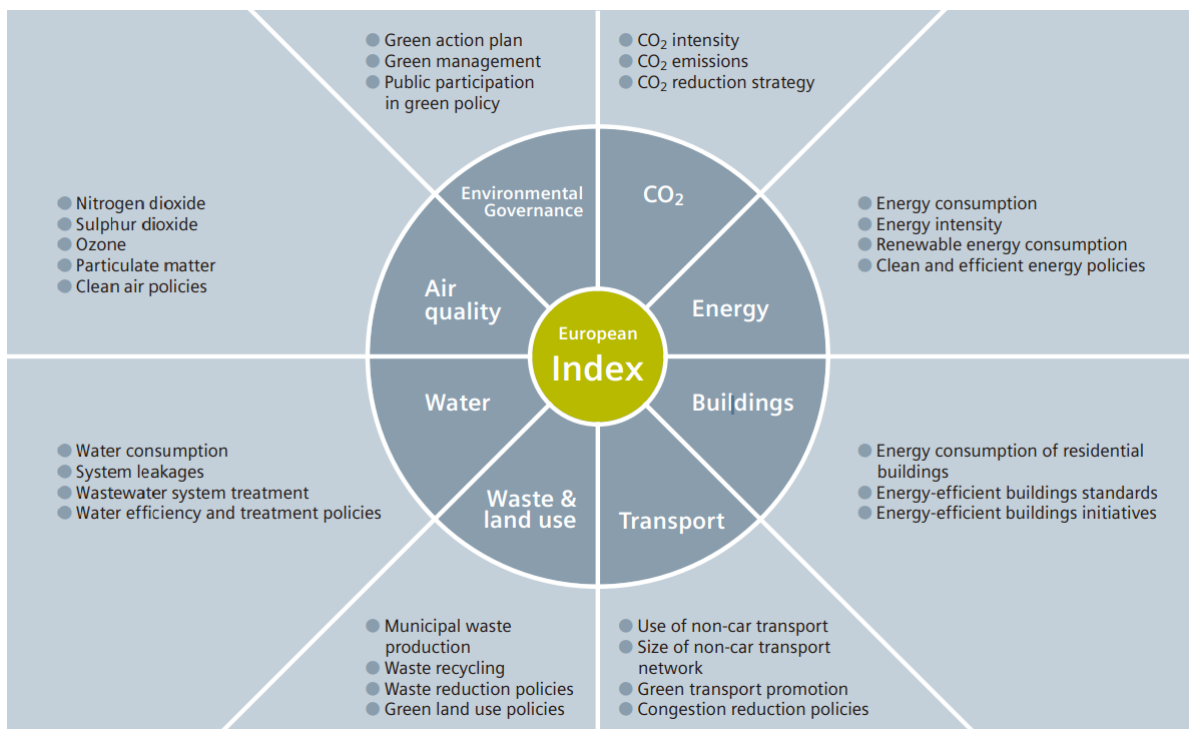 Green action plan
Green management
Public participation
in green policy
CO₂ intensity
CO₂ emissions
CO₂ reduction strategy
Nitrogen dioxide
Sulphur dioxide
Ozone
Particulate matter
Clean air policies
Environmental
Governance
CO₂
Energy consumption
Energy intensity
Renewable energy consumption
Clean and efficient energy policies
Air
quality
Energy
European
Index
Water
Buildings
Water consumption
System leakages
Wastewater system treatment
Water efficiency and treatment policies
Waste &
land use
Transport
Energy consumption of residential
buildings
Energy-efficient buildings standards
Energy-efficient buildings initiatives
Municipal waste
production
Waste recycling
Waste reduction policies
Green land use policies
Use of non-car transport
Size of non-car transport
network
Green transport promotion
Congestion reduction policies